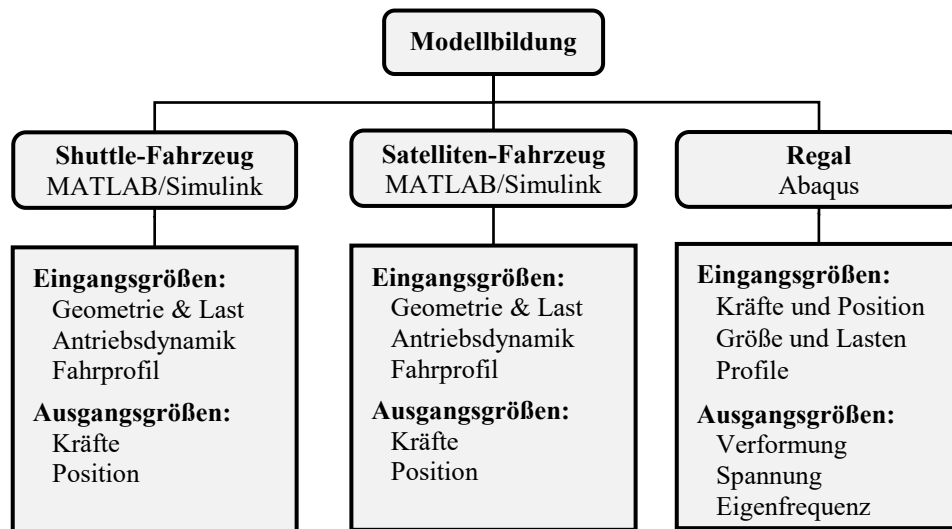 Modellbildung
Shuttle-Fahrzeug
MATLAB/Simulink
Eingangsgrößen:
Geometrie & Last
Antriebsdynamik
Fahrprofil
Ausgangsgrößen:
Kräfte
Position
Satelliten-Fahrzeug
MATLAB/Simulink
Eingangsgrößen:
Geometrie & Last
Antriebsdynamik
Fahrprofil
Ausgangsgrößen:
Kräfte
Position
Regal
Abaqus
Eingangsgrößen:
Kräfte und Position
Größe und Lasten
Profile
Ausgangsgrößen:
Verformung
Spannung
Eigenfrequenz